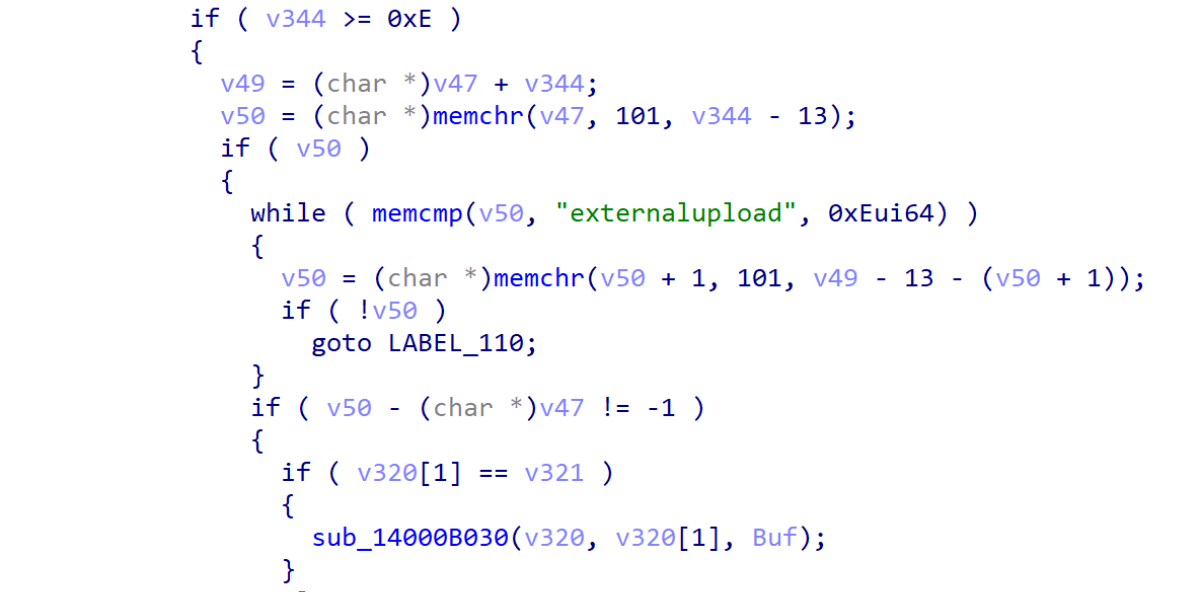 if ( v344 >= 0xE )
{
v49 = (char *)v47 + v344;
v50 = (char *)memchr(v47, 101, v344 - 13);
if ( v50 )
{
while ( memcmp(v50, "externalupload", 0xEui64) )
{
v50 = (char *)memchr(v50 + 1, 101, v49 - 13 - (v50 + 1));
if ( !v50 )
goto LABEL_110;
}
if ( v50 - (char *)v47 != -1 )
{
if ( v320[1] == v321 )
{
sub_14000B030(v320, v320[1], Buf);
}